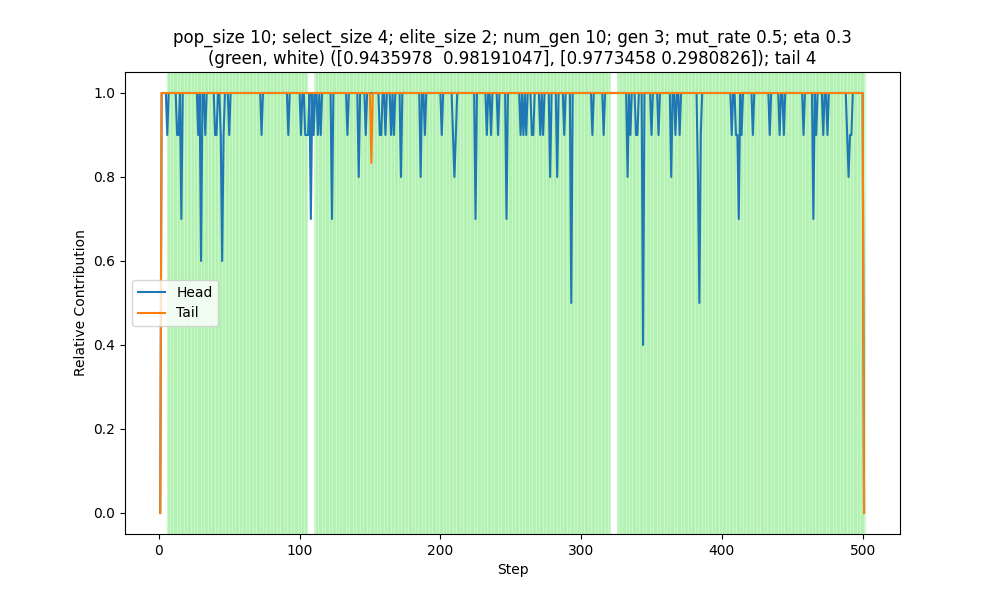 pop_size 10; select_size 4; elite_size 2; num_gen 10; gen 3; mut_rate 0.5; eta 0.3
(green, white) ([0.9435978  0.98191047], [0.9773458 0.2980826]); tail 4
1.0
0.8
0.6
0.4
0.2
0.0
Relative Contribution
Head
Tail
0 100 200 300 400 500
Step